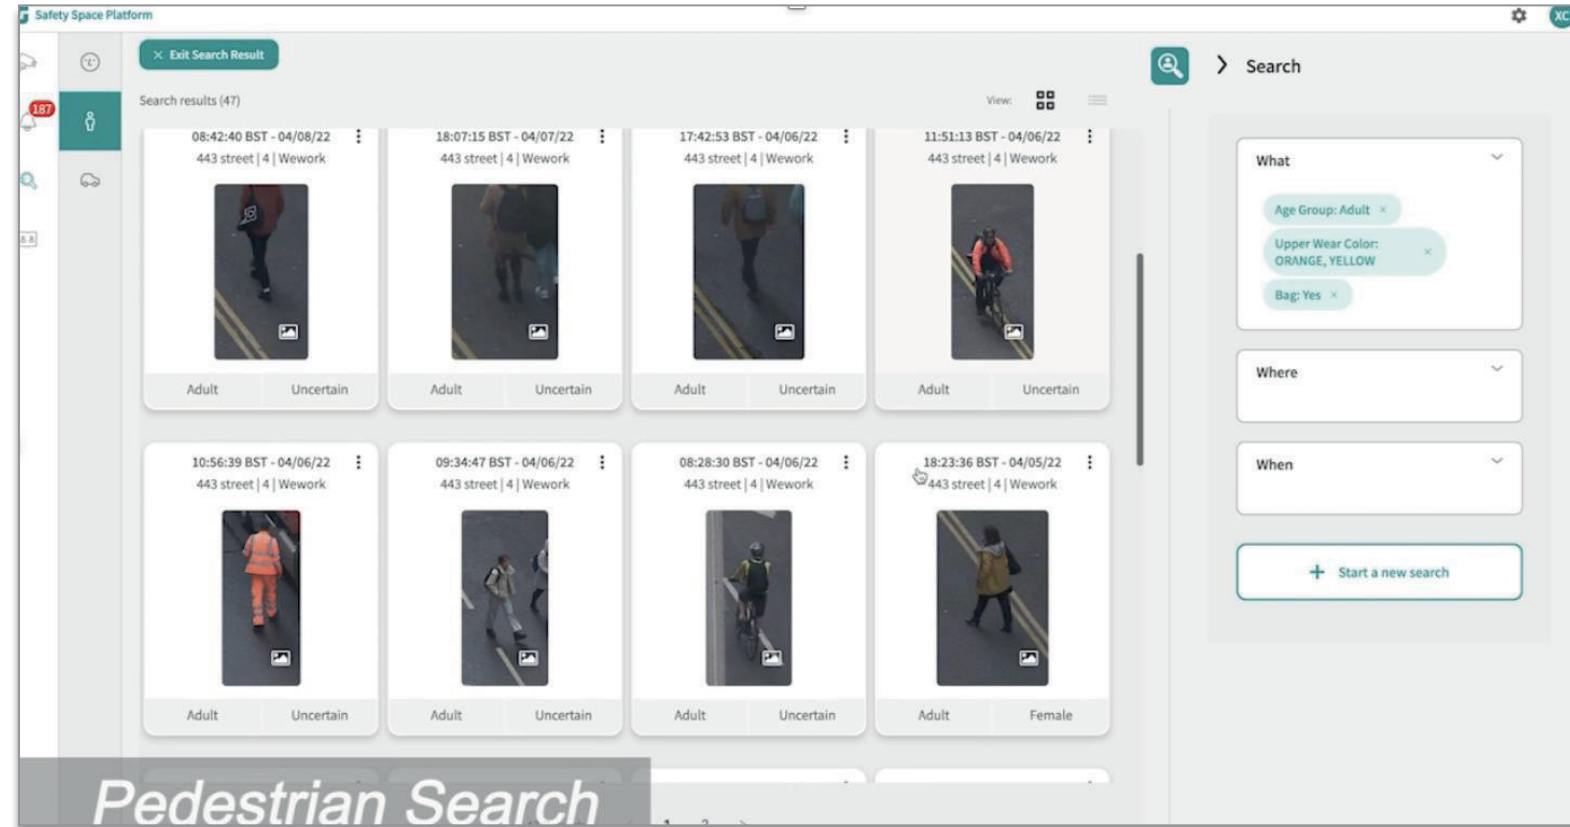 Safety Space Platform
XC
187
Exit Search Result
Search results (47)
View:
08:42:40 BST - 04/08/22
443 street | 4 | Wework
Adult
Uncertain
18:07:15 BST - 04/07/22
443 street | 4 | Wework
Adult
Uncertain
17:42:53 BST - 04/06/22
443 street | 4 | Wework
Adult
Uncertain
11:51:13 BST - 04/06/22
443 street | 4 | Wework
Adult
Uncertain
10:56:39 BST - 04/06/22
443 street | 4 | Wework
Adult
Uncertain
09:34:47 BST - 04/06/22
443 street | 4 | Wework
Adult
Uncertain
08:28:30 BST - 04/06/22
443 street | 4 | Wework
Adult
Uncertain
18:23:36 BST - 04/05/22
443 street | 4 | Wework
Adult
Female
Search
What
Age Group: Adult ×
Upper Wear Color:
ORANGE, YELLOW ×
Bag: Yes ×
Where
When
+ Start a new search
Pedestrian Search